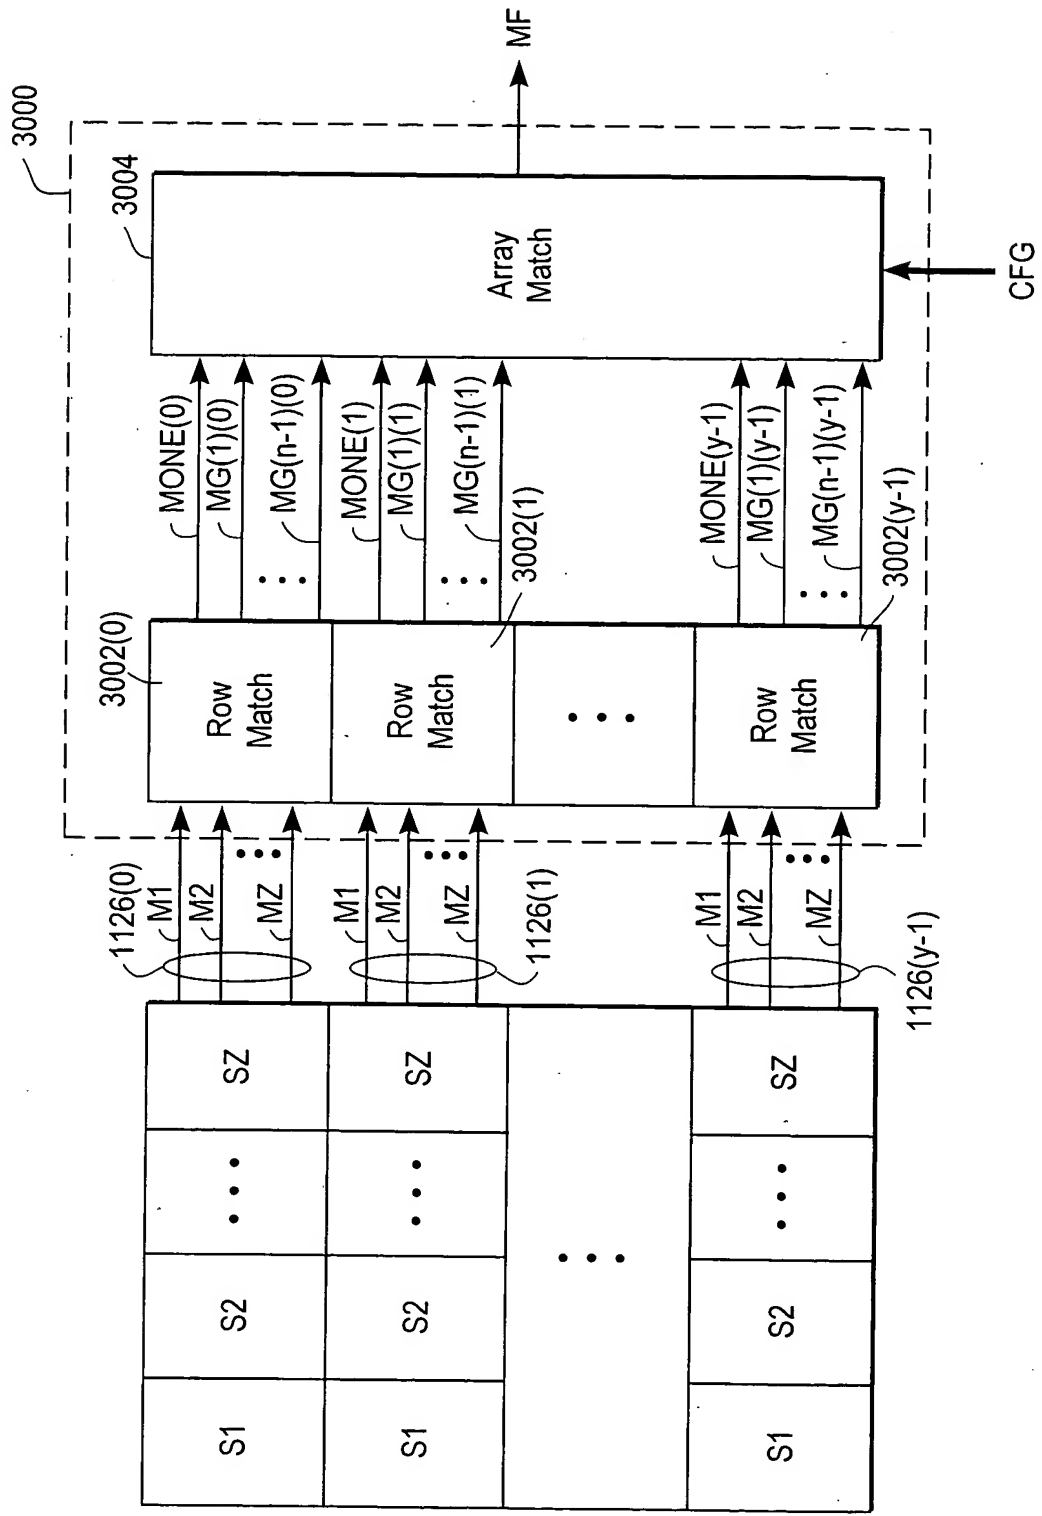 3000
3004
MF
Array
Match
CFG
MONE(0)
MG(1)(0)
MG(n-1)(0)
MONE(1)
MG(1)(1)
MG(n-1)(1)
MONE(y-1)
MG(1)(y-1)
MG(n-1)(y-1)
3002(0)
3002(1)
3002(y-1)
Row
Match
Row
Match
Row
Match
1126(0)
M1
M2
MZ
M1
M2
MZ
1126(1)
M1
M2
MZ
1126(y-1)
S1
S2
SZ
S1
S2
SZ
S1
S2
SZ